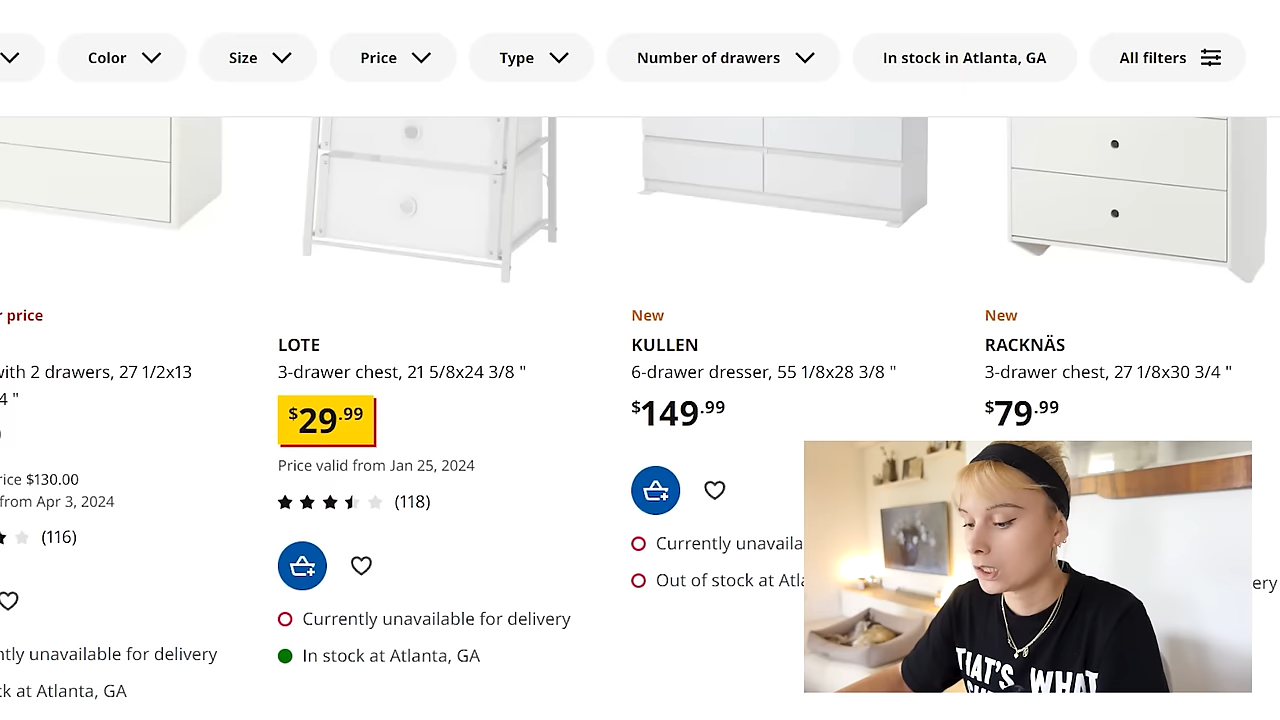 Color
Size
Price
Type
Number of drawers
In stock in Atlanta, GA
All filters
price
with 2 drawers, 27 1/2x13
4 "
rice $130.00
from Apr 3, 2024
(116)
ntly unavailable for delivery
ck at Atlanta, GA
LOTE
3-drawer chest, 21 5/8x24 3/8 "
$29.99
Price valid from Jan 25, 2024
(118)
Currently unavailable for delivery
In stock at Atlanta, GA
New
KULLEN
6-drawer dresser, 55 1/8x28 3/8 "
$149.99
Currently unavaila
Out of stock at Atla
New
RACKNÄS
3-drawer chest, 27 1/8x30 3/4 "
$79.99
ery
THAT'S WHAT